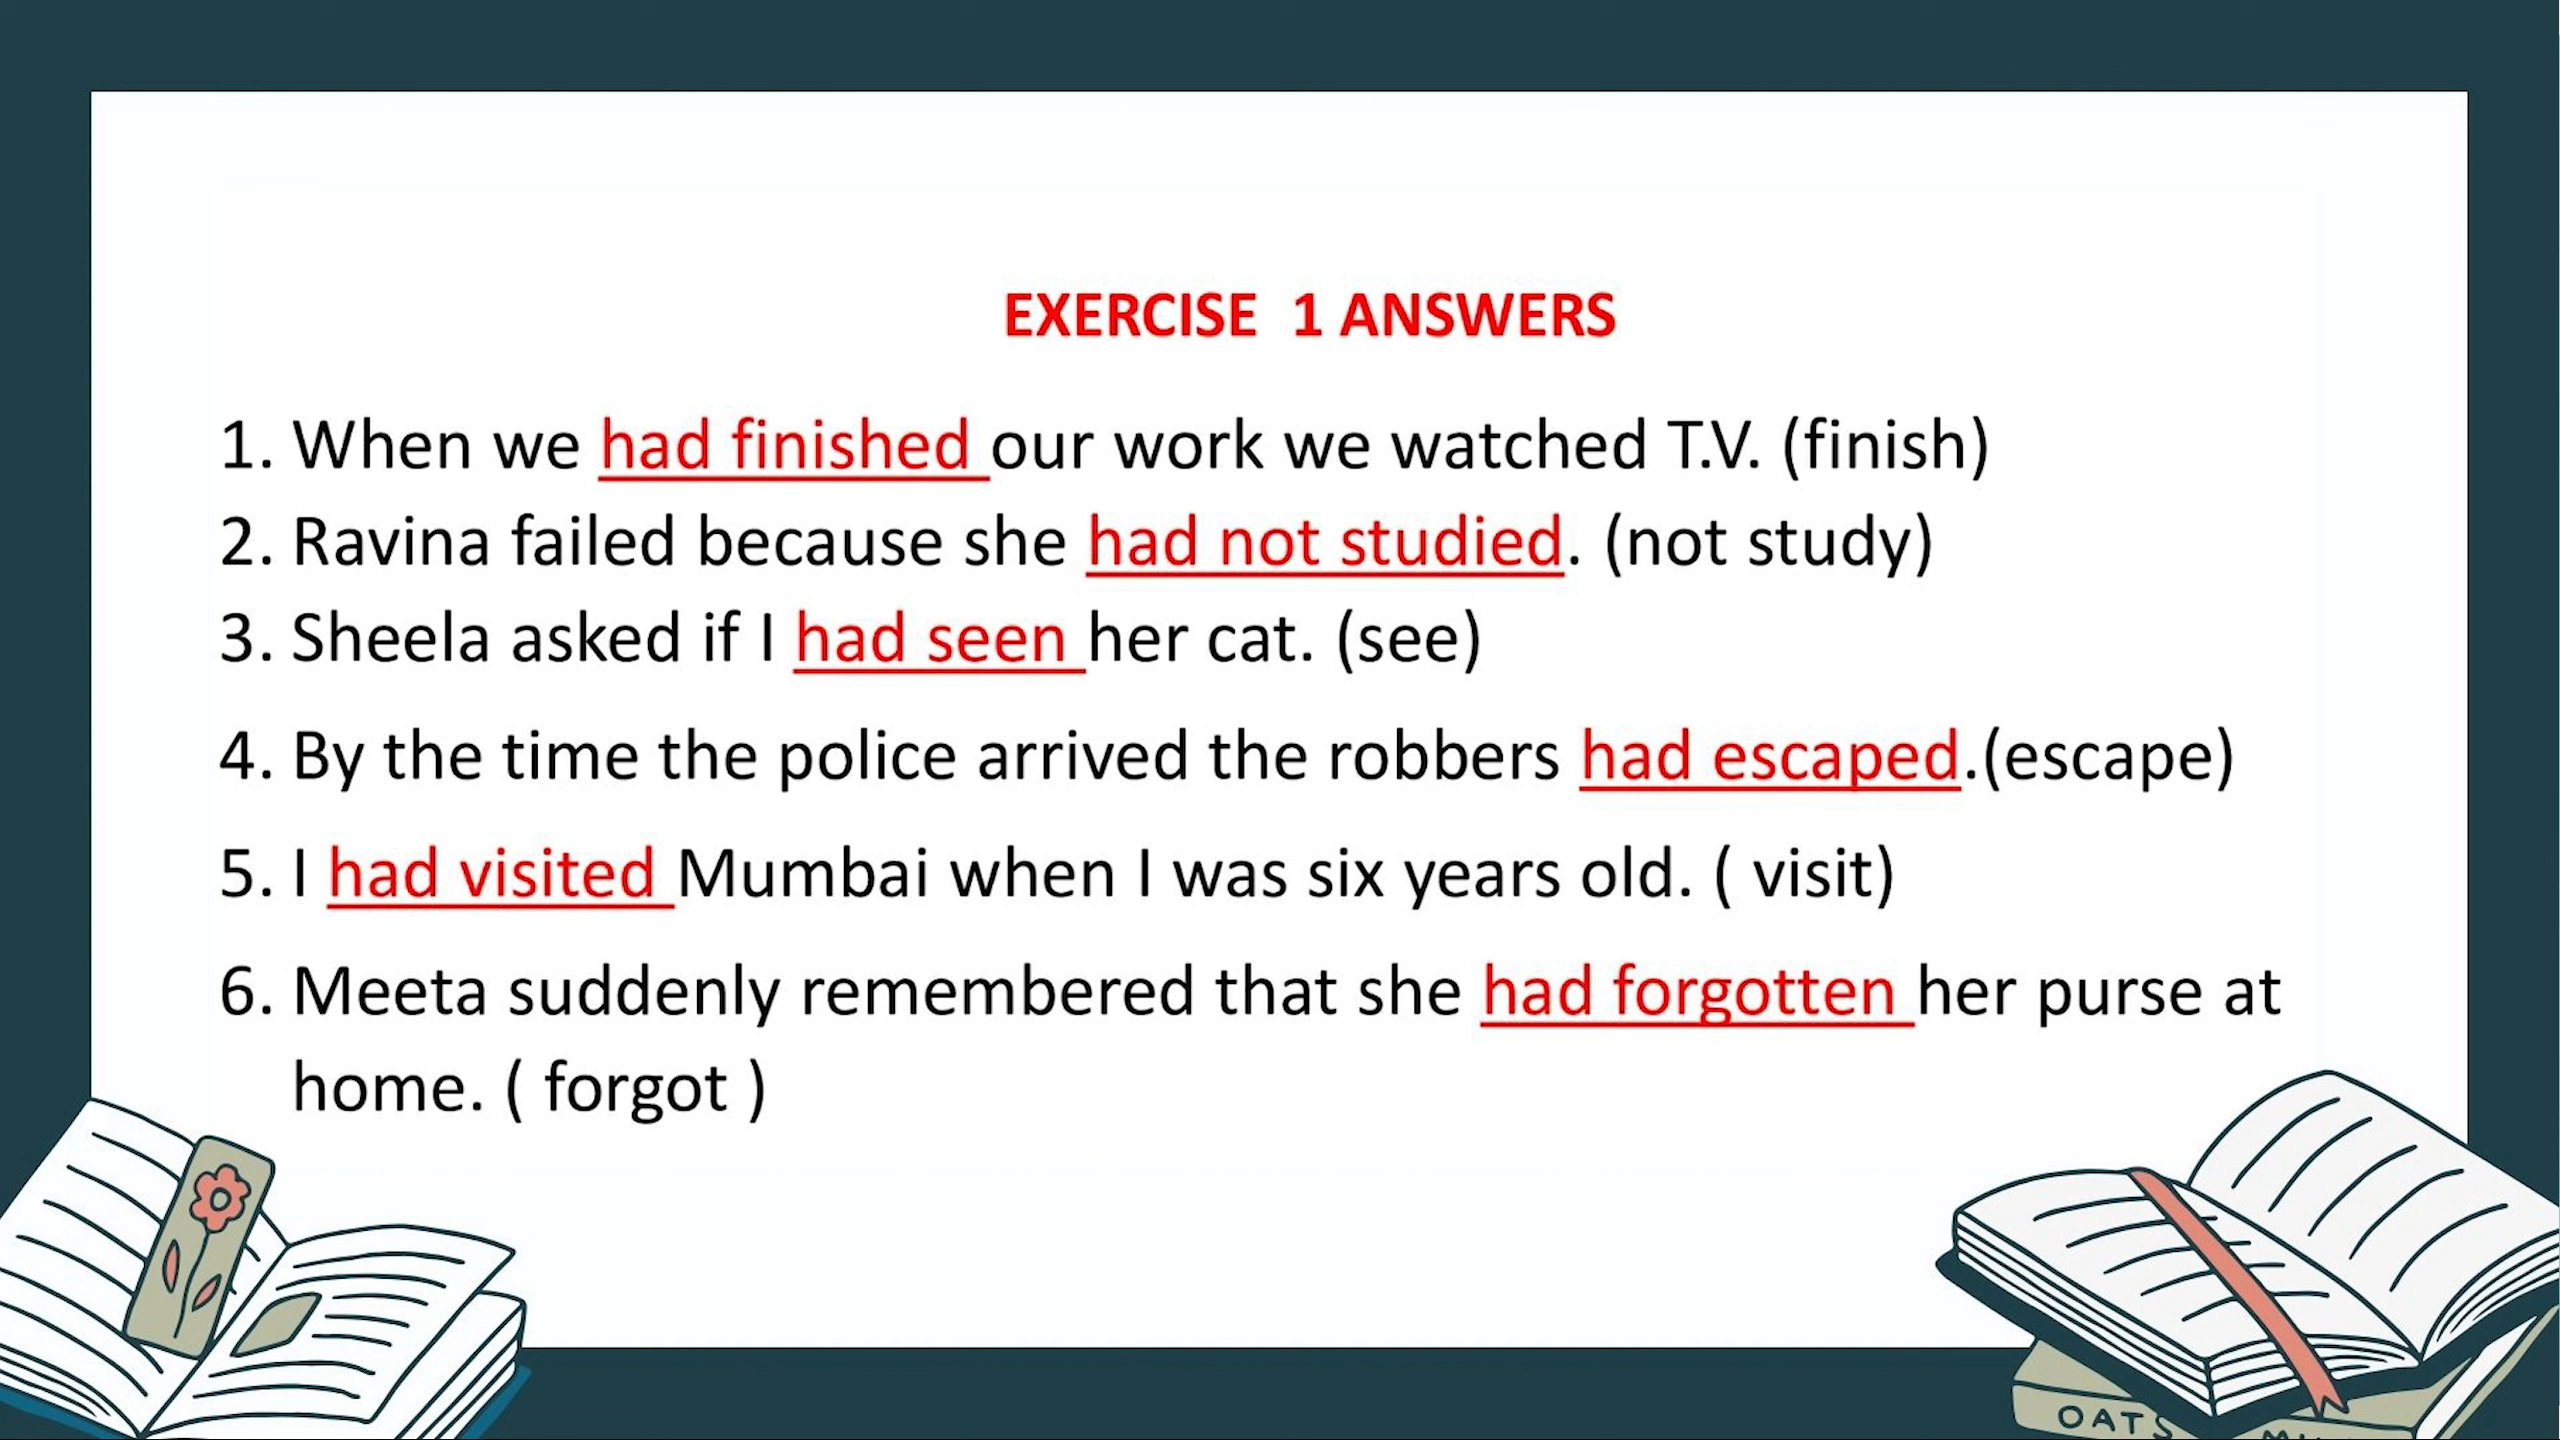 EXERCISE  1 ANSWERS
1. When we had finished our work we watched T.V. (finish)
2. Ravina failed because she had not studied. (not study)
3. Sheela asked if I had seen her cat. (see)
4. By the time the police arrived the robbers had escaped.(escape)
5. I had visited Mumbai when I was six years old. ( visit)
6. Meeta suddenly remembered that she had forgotten her purse at
home. ( forgot )
OATS